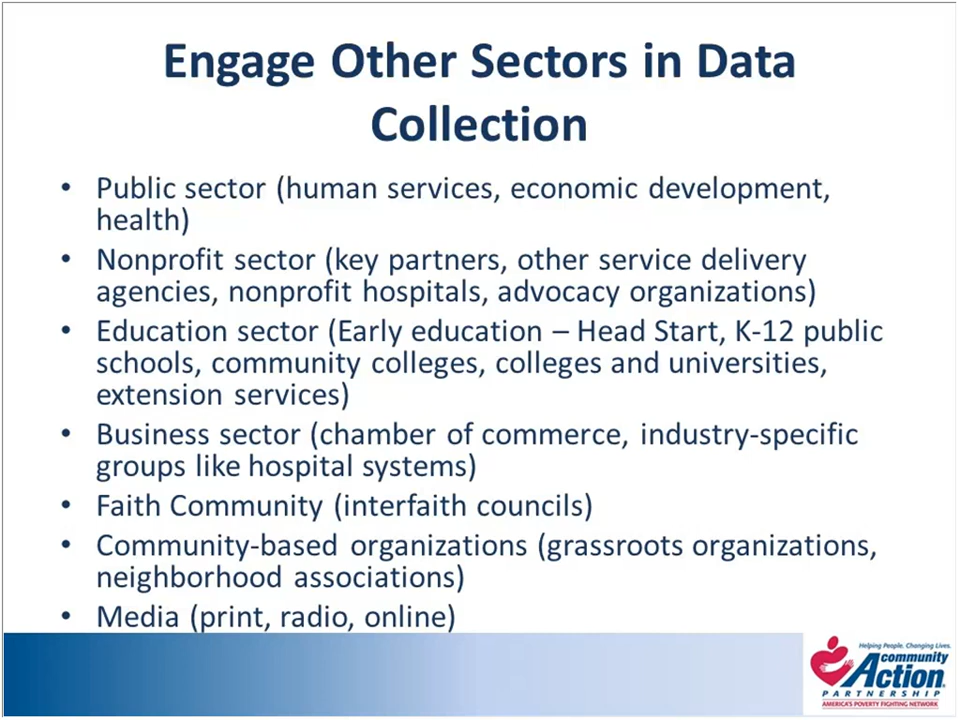 Engage Other Sectors in Data
Collection
• Public sector (human services, economic development,
health)
• Nonprofit sector (key partners, other service delivery
agencies, nonprofit hospitals, advocacy organizations)
• Education sector (Early education – Head Start, K-12 public
schools, community colleges, colleges and universities,
extension services)
• Business sector (chamber of commerce, industry-specific
groups like hospital systems)
• Faith Community (interfaith councils)
• Community-based organizations (grassroots organizations,
neighborhood associations)
• Media (print, radio, online)
Helping People. Changing Lives.
community
Action
PARTNERSHIP
AMERICA'S POVERTY FIGHTING NETWORK